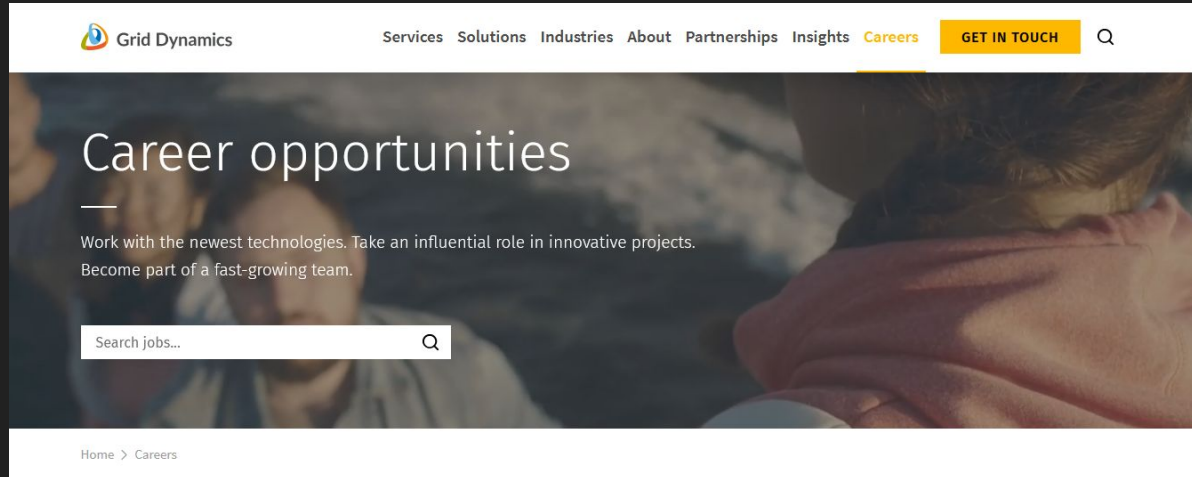 Grid Dynamics
Services Solutions Industries About Partnerships Insights Careers GET IN TOUCH
Career opportunities
Work with the newest technologies. Take an influential role in innovative projects.
Become part of a fast-growing team.
Search jobs...
Home > Careers